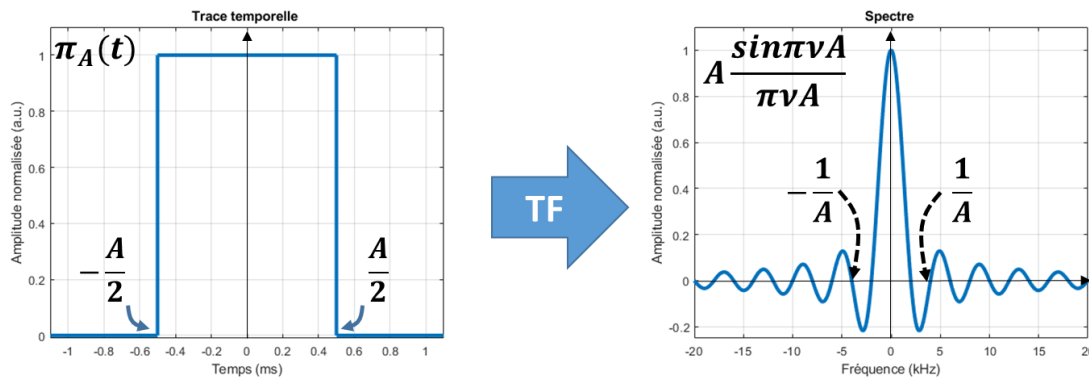 Trace temporelle
π_A(t)
Amplitude normalisée (a.u.)
1
0.8
0.6
0.4
0.2
0
-A/2
A/2
-1 -0.8 -0.6 -0.4 -0.2 0 0.2 0.4 0.6 0.8 1
Temps (ms)
TF
Spectre
A sinπνA/πνA
Amplitude normalisée (a.u.)
1
0.8
0.6
0.4
0.2
0
-0.2
-1/A
1/A
-20 -15 -10 -5 0 5 10 15 20
Fréquence (kHz)